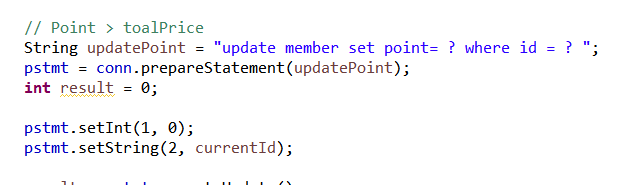 // Point > toalPrice
String updatePoint = "update member set point= ? where id = ? ";
pstmt = conn.prepareStatement(updatePoint);
int result = 0;
pstmt.setInt(1, 0);
pstmt.setString(2, currentId);